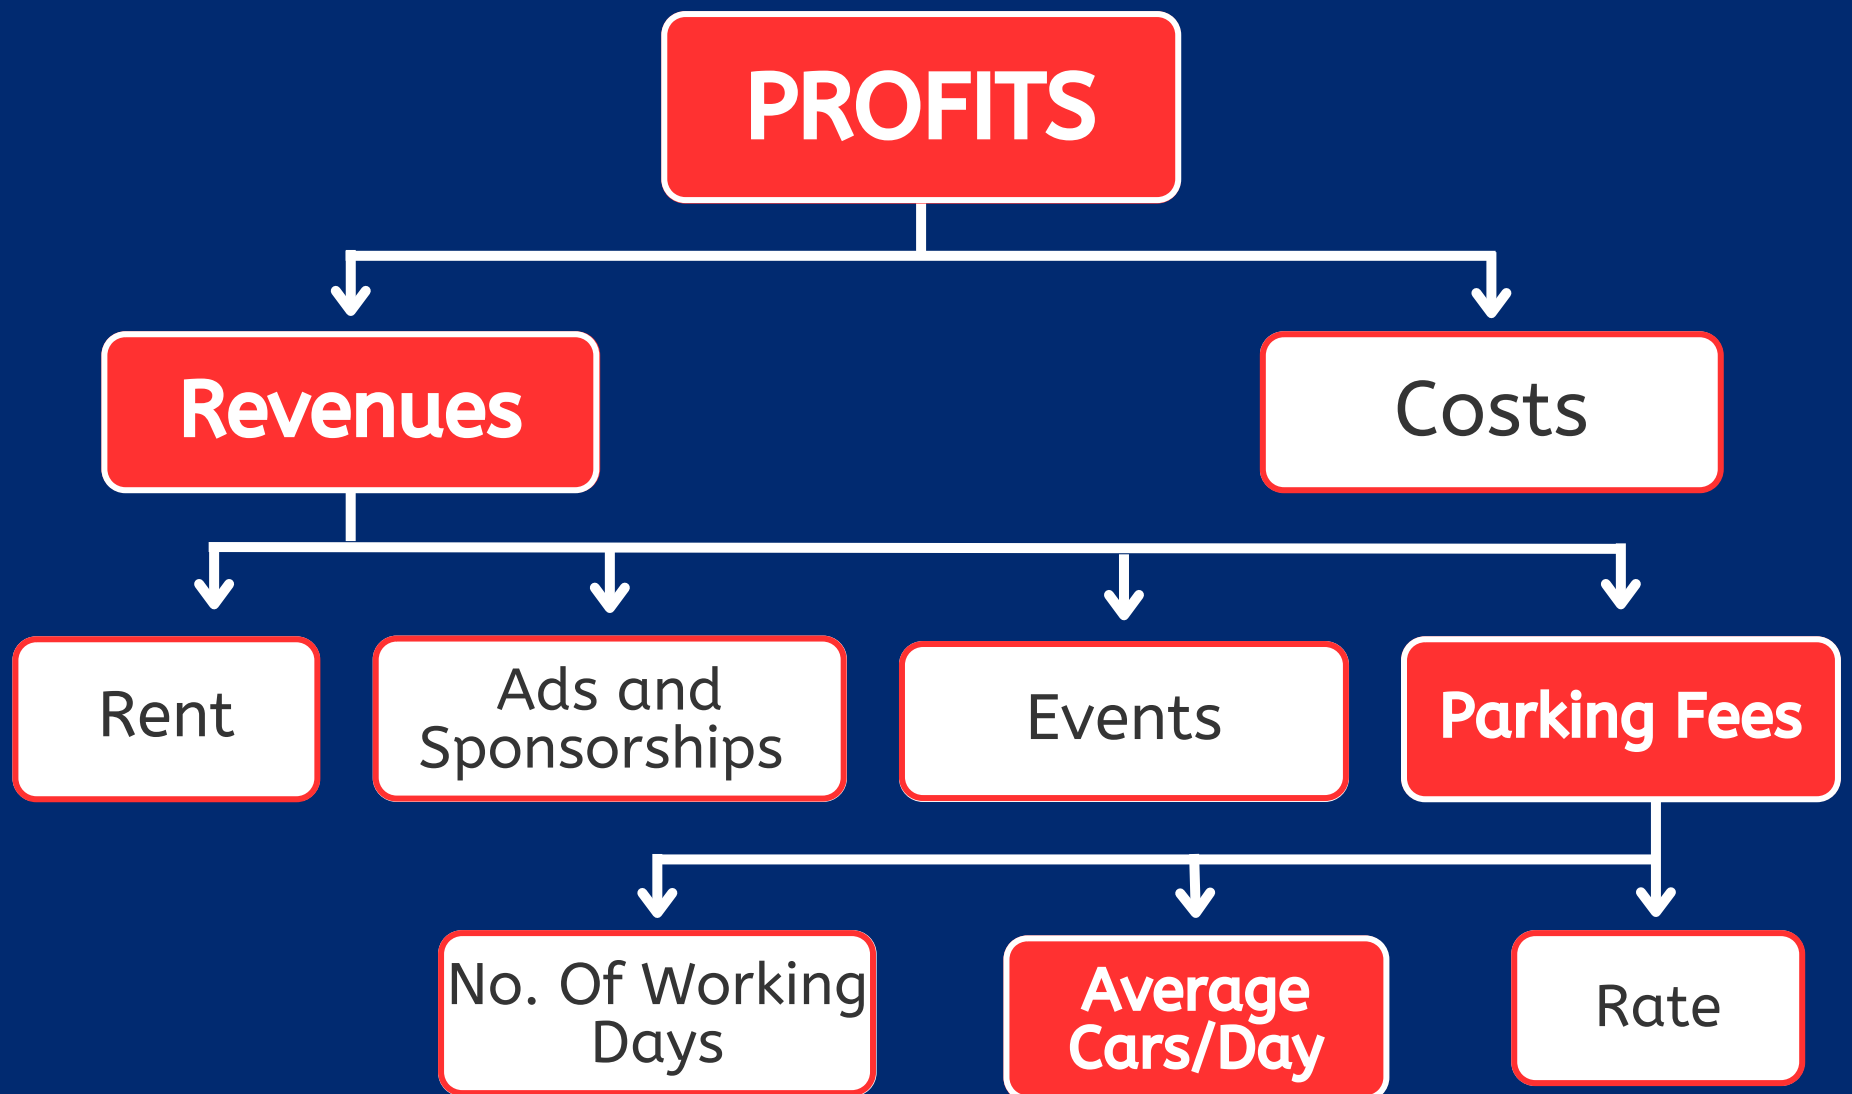 PROFITS
Revenues
Costs
Rent
Ads and
Sponsorships
Events
Parking Fees
No. Of Working
Days
Average
Cars/Day
Rate